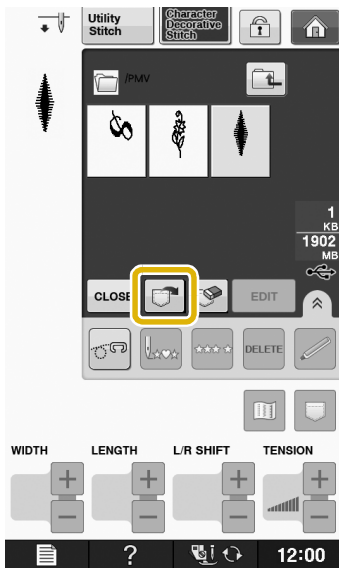 Utility
Stitch
Character
Decorative
Stitch
/PMV
1
KB
1902
MB
CLOSE
EDIT
DELETE
WIDTH
LENGTH
L/R SHIFT
TENSION
?
12:00